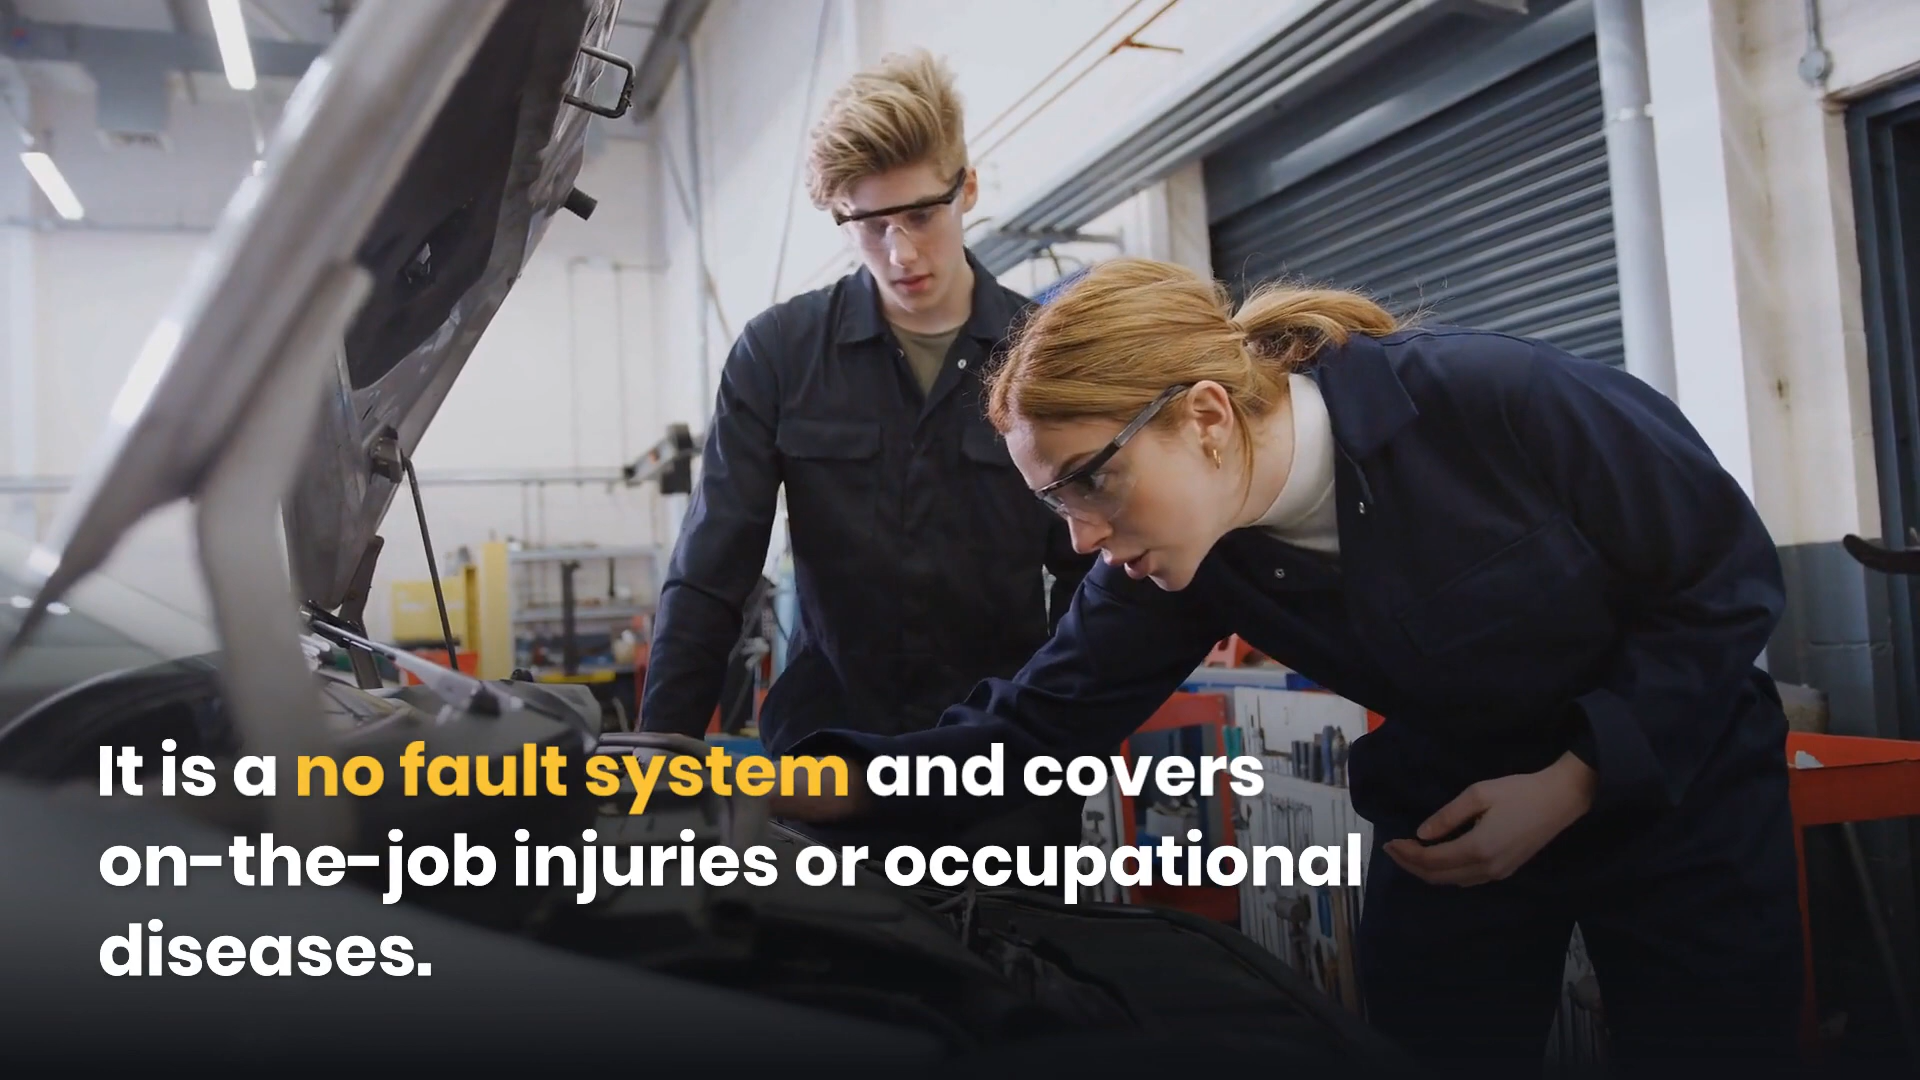 It is a no fault system and covers
on-the-job injuries or occupational
diseases.